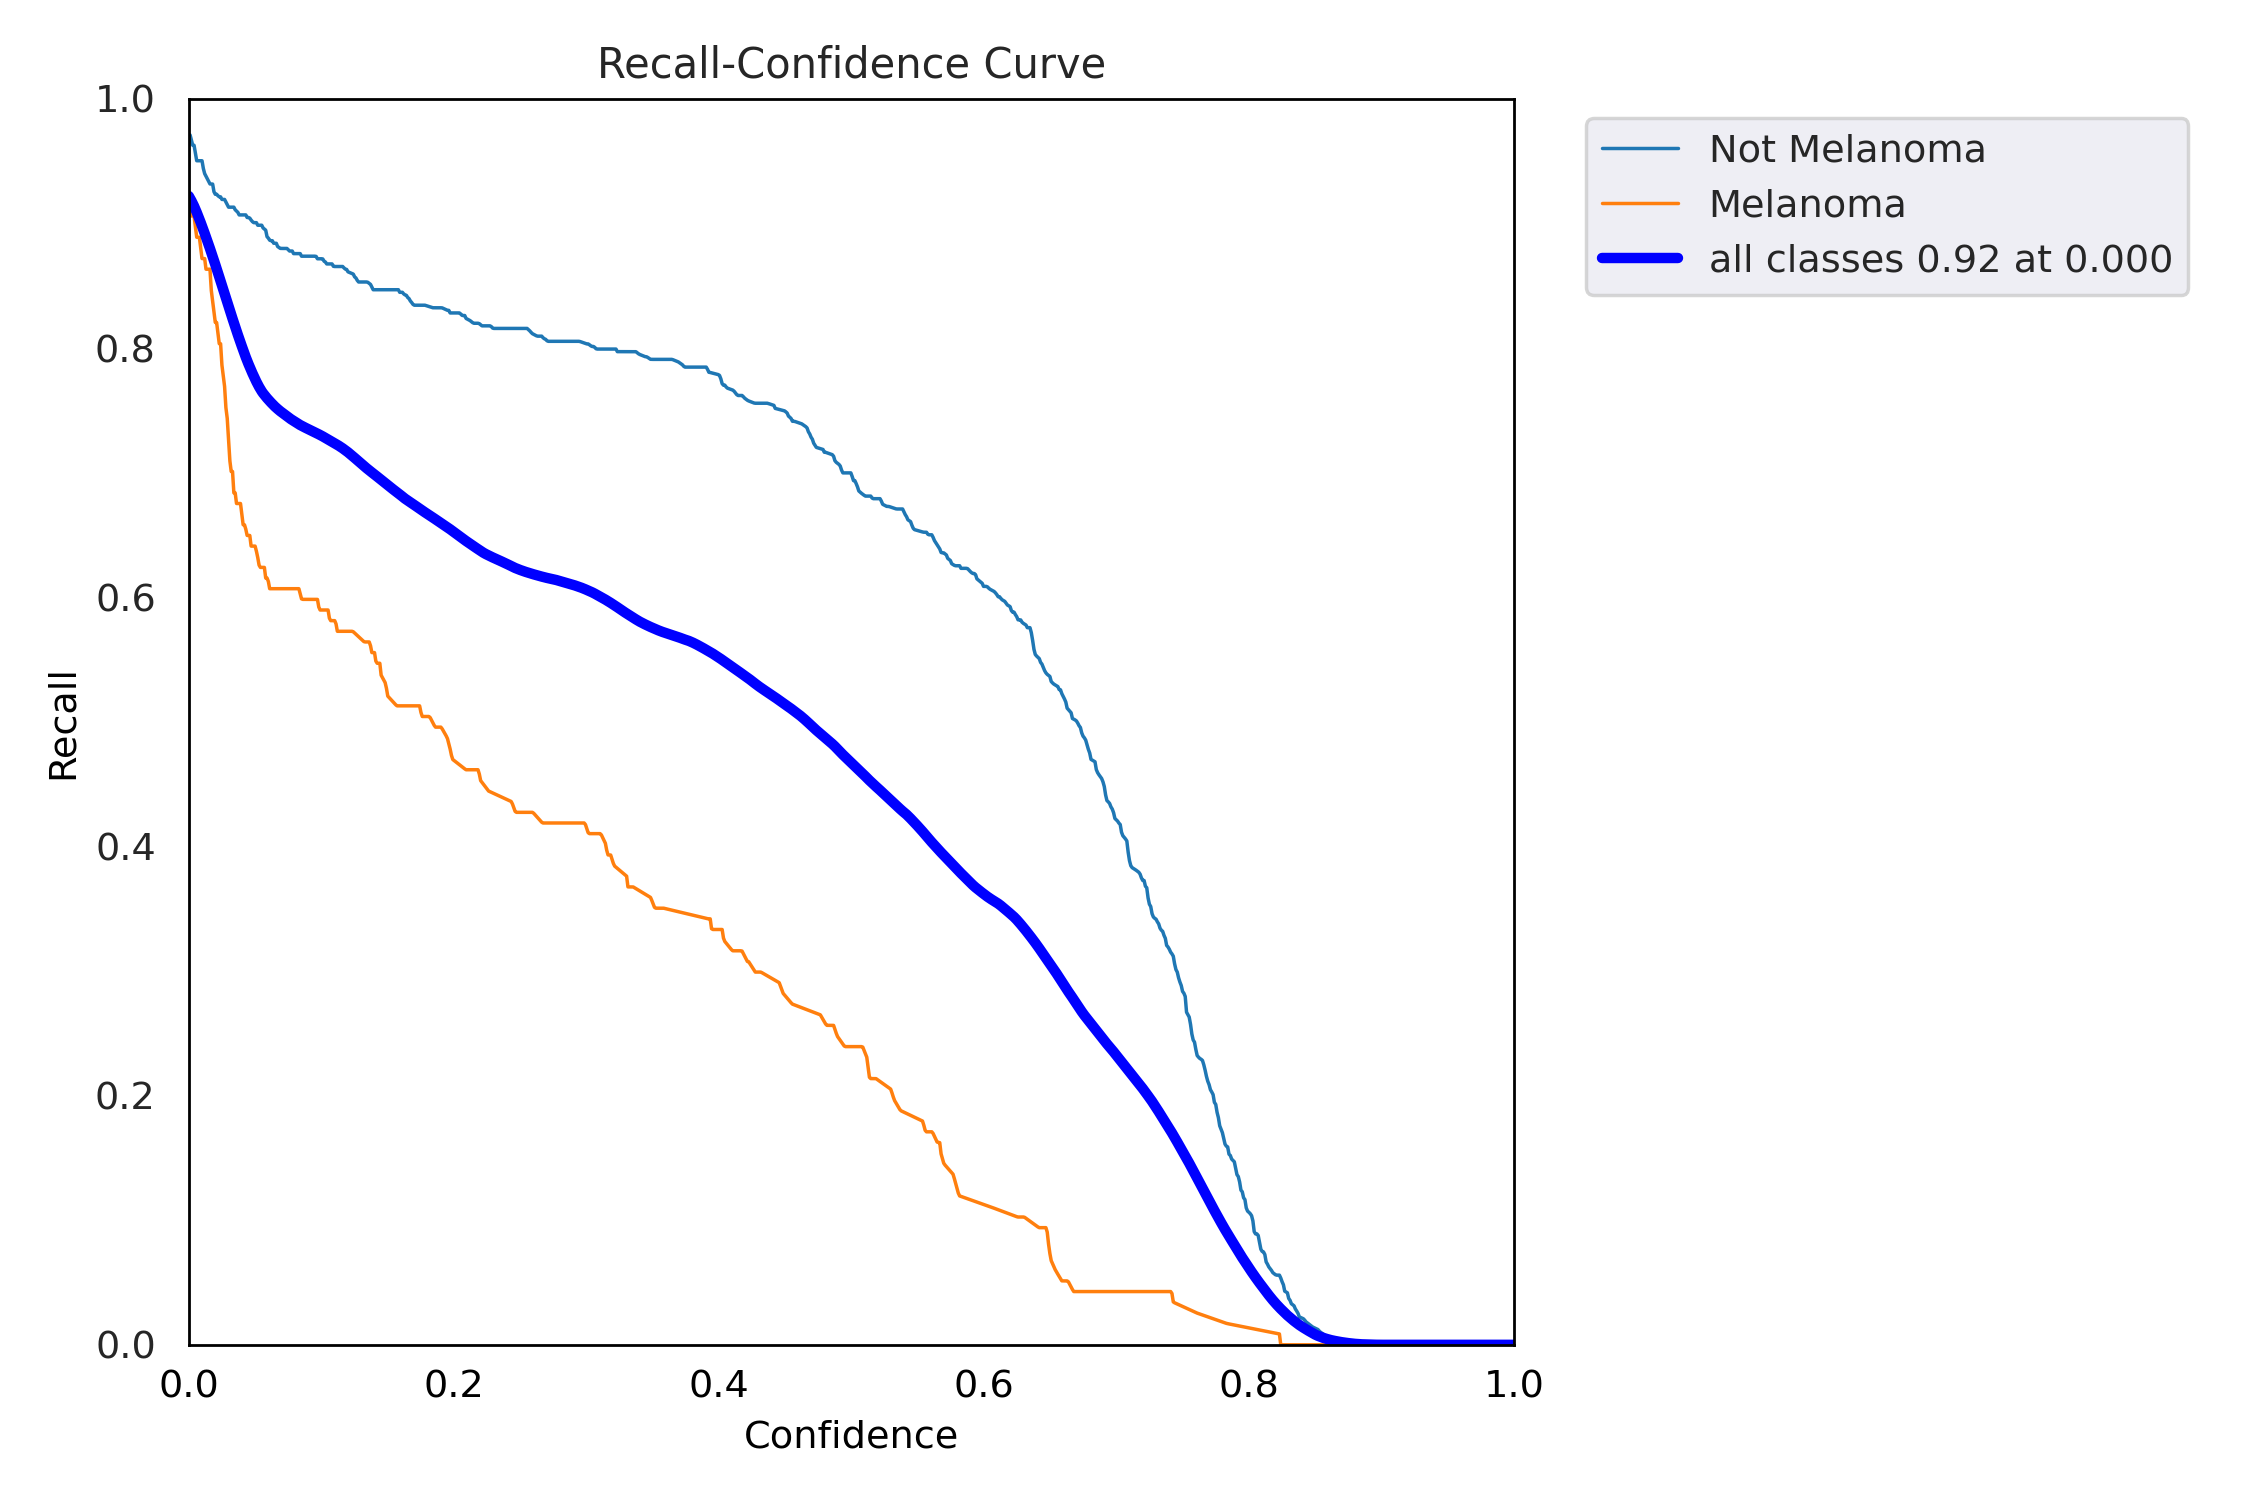 Recall-Confidence Curve
1.0
0.8
0.6
0.4
0.2
0.0
Recall
0.0 0.2 0.4 0.6 0.8 1.0
Confidence
Not Melanoma
Melanoma
all classes 0.92 at 0.000